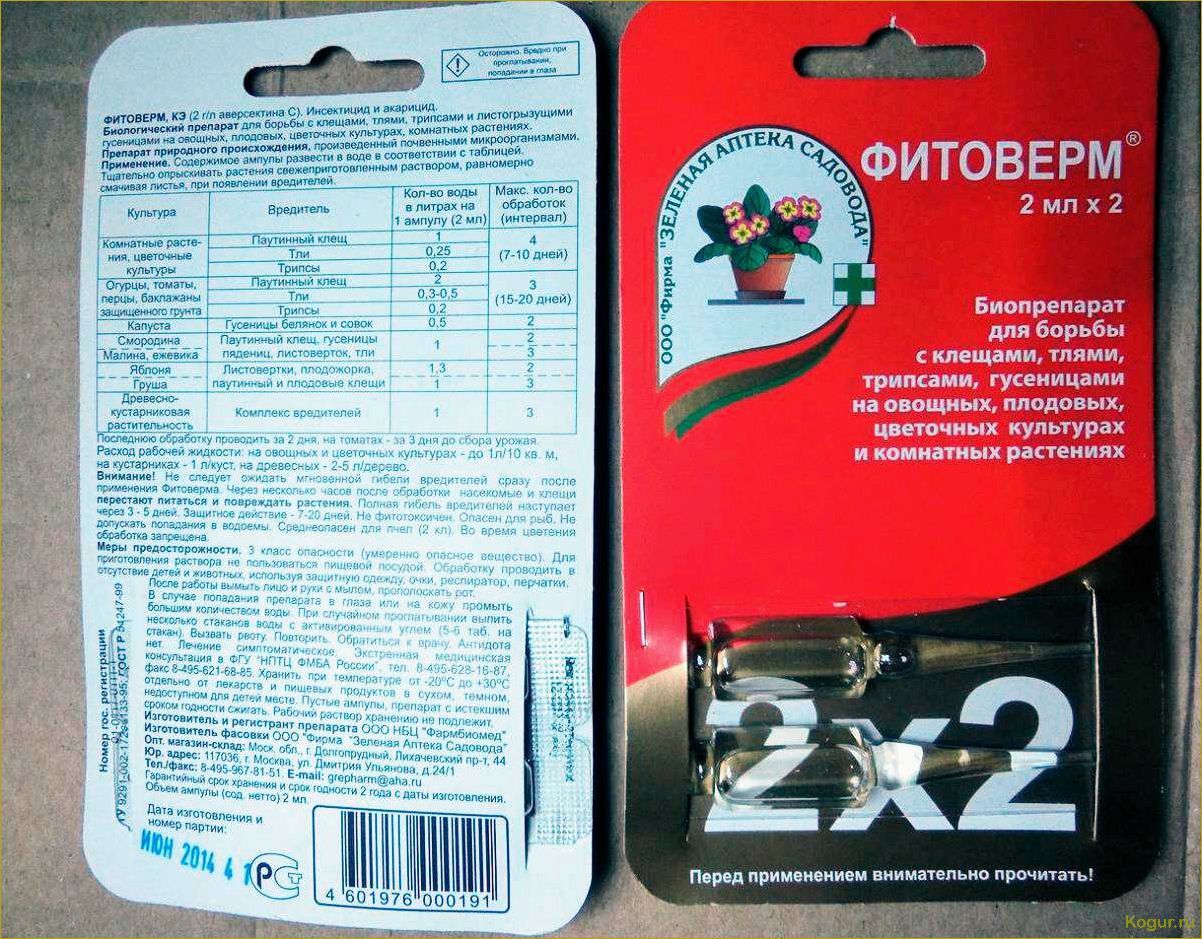 Осторожно. Вредно при
проглатывании,
попадании в глаза
ФИТОВЕРМ, КЭ (2 г/л аверсектина С). Инсектицид и акарицид.
Биологический препарат для борьбы с клещами, тлями, трипсами и листогрызущими
гусеницами на овощных, плодовых, цветочных культурах, комнатных растениях.
Препарат природного происхождения, произведенный почвенными микроорганизмами.
Применение. Содержимое ампулы развести в воде в соответствии с таблицей.
Тщательно опрыскивать растения свежеприготовленным раствором, равномерно
смачивая листья, при появлении вредителей.
Культура Вредитель Кол-во воды в литрах на 1 ампулу (2 мл) Макс. кол-во обработок (интервал)
Комнатные расте-
ния, цветочные
культуры
Паутинный клещ 1
Тли 0,25
Трипсы 0,2
4
(7-10 дней)
Огурцы, томаты,
перцы, баклажаны
защищенного грунта
Паутинный клещ 2
Тли 0,3-0,5
Трипсы 0,2
3
(15-20 дней)
Капуста Гусеницы белянок и совок 0,5 2
Смородина 2
Малина, ежевика 3
Паутинный клещ, гусеницы
пядениц, листоверток, тли
1
Яблоня Листовертки, плодожорка, 1,3 2
Груша паутинный и плодовые клещи 1 3
Древесно-
кустарниковая
растительность
Комплекс вредителей 1 3
Последнюю обработку проводить за 2 дня, на томатах - за 3 дня до сбора урожая.
Расход рабочей жидкости: на овощных и цветочных культурах - до 1л/10 кв. м,
на кустарниках - 1 л/куст, на древесных - 2-5 л/дерево.
Внимание! Не следует ожидать мгновенной гибели вредителей сразу после
применения Фитоверма. Через несколько часов после обработки насекомые и клещи
перестают питаться и повреждать растения. Полная гибель вредителей наступает
через 3 - 5 дней. Защитное действие - 7-20 дней. Не фитотоксичен. Опасен для рыб. Не
допускать попадания в водоемы. Среднеопасен для пчел (2 кл). Во время цветения
обработка запрещена.
Меры предосторожности. 3 класс опасности (умеренно опасное вещество). Для
приготовления раствора не пользоваться пищевой посудой. Обработку проводить в
отсутствие детей и животных, используя защитную одежду, очки, респиратор, перчатки.
После работы вымыть лицо и руки с мылом, прополоскать рот.
В случае попадания препарата в глаза или на кожу промыть
большим количеством воды. При случайном проглатывании выпить
несколько стаканов воды с активированным углем (5-6 таб. на
стакан). Вызвать рвоту. Повторить. Обратиться к врачу. Антидота
нет. Лечение симптоматическое. Экстренная медицинская
консультация в ФГУ "НПТЦ ФМБА России", тел. 8-495-628-16-87,
факс 8-495-621-68-85. Хранить при температуре от -20°С до +30°С
отдельно от лекарств и пищевых продуктов в сухом, темном,
недоступном для детей месте. Пустые ампулы, препарат с истекшим
сроком годности сжигать. Рабочий раствор хранению не подлежит.
Изготовитель и регистрант препарата ООО НБЦ "Фармбиомед"
Изготовитель фасовки ООО "Фирма "Зеленая Аптека Садовода"
Опт. магазин-склад: Моск. обл., г. Долгопрудный, Лихачевский пр-т, 44
Юр. адрес: 117036, г. Москва, ул. Дмитрия Ульянова, д.24/1
Тел./факс: 8-495-967-81-51. E-mail: grepharm@aha.ru
Гарантийный срок хранения и срок годности 2 года с даты изготовления.
Объем ампулы (сод. нетто) 2 мл.
Номер гос. регистрации
Дата изготовления и
номер партии:
ИЮН 2014 4 1
РСТ
4 601976 000191
ООО "Фирма "ЗЕЛЕНАЯ АПТЕКА САДОВОДА"
ФИТОВЕРМ®
2 мл х 2
Биопрепарат
для борьбы
с клещами, тлями,
трипсами, гусеницами
на овощных, плодовых,
цветочных культурах
и комнатных растениях
2x2
2x2
Перед применением внимательно прочитать!
Kogur.ru